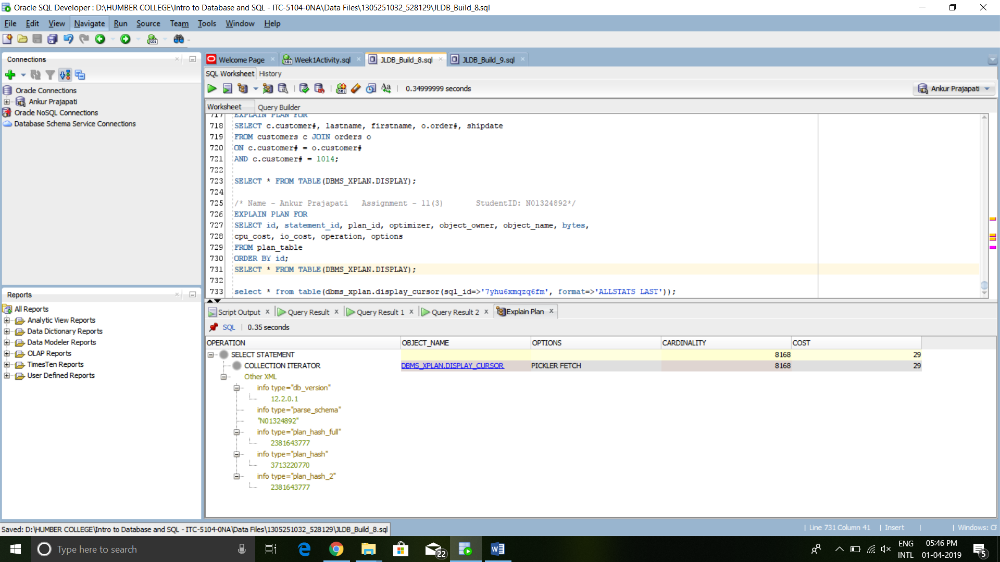 Oracle SQL Developer : D:\HUMBER COLLEGE\Intro to Database and SQL - ITC-5104-0NA\Data Files\1305251032_528129\JLDB_Build_8.sql
File Edit View Navigate Run Source Team Tools Window Help
Connections
Oracle Connections
Ankur Prajapati
Oracle NoSQL Connections
Database Schema Service Connections
Reports
All Reports
Analytic View Reports
Data Dictionary Reports
Data Modeler Reports
OLAP Reports
TimesTen Reports
User Defined Reports
Welcome Page Week1Activity.sql JLDB_Build_8.sql JLDB_Build_9.sql
SQL Worksheet History
0.34999999 seconds
Ankur Prajapati
Worksheet Query Builder
717 EXPLAIN PLAN FOR
718 SELECT c.customer#, lastname, firstname, o.order#, shipdate
719 FROM customers c JOIN orders o
720 ON c.customer# = o.customer#
721 AND c.customer# = 1014;
722
723 SELECT * FROM TABLE(DBMS_XPLAN.DISPLAY);
724
725 /* Name - Ankur Prajapati Assignment - 11(3) StudentID: N01324892*/
726 EXPLAIN PLAN FOR
727 SELECT id, statement_id, plan_id, optimizer, object_owner, object_name, bytes,
728 cpu_cost, io_cost, operation, options
729 FROM plan_table
730 ORDER BY id;
731 SELECT * FROM TABLE(DBMS_XPLAN.DISPLAY);
732
733 select * from table(dbms_xplan.display_cursor(sql_id=>'7yhu6xmqzq6fm', format=>'ALLSTATS LAST'));
Script Output Query Result Query Result 1 Query Result 2 Explain Plan
SQL 0.35 seconds
OPERATION OBJECT_NAME OPTIONS CARDINALITY COST
SELECT STATEMENT 8168 29
COLLECTION ITERATOR DBMS_XPLAN.DISPLAY_CURSOR PICKLER FETCH 8168 29
Other XML
info type="db_version"
12.2.0.1
info type="parse_schema"
"N01324892"
info type="plan_hash_full"
2381643777
info type="plan_hash"
3713220770
info type="plan_hash_2"
2381643777
Saved: D:\HUMBER COLLEGE\Intro to Database and SQL - ITC-5104-0NA\Data Files\1305251032_528129\JLDB_Build_8.sql
Line 731 Column 41 Insert Windows: CF
Type here to search
22
ENG
INTL
05:46 PM
01-04-2019
5